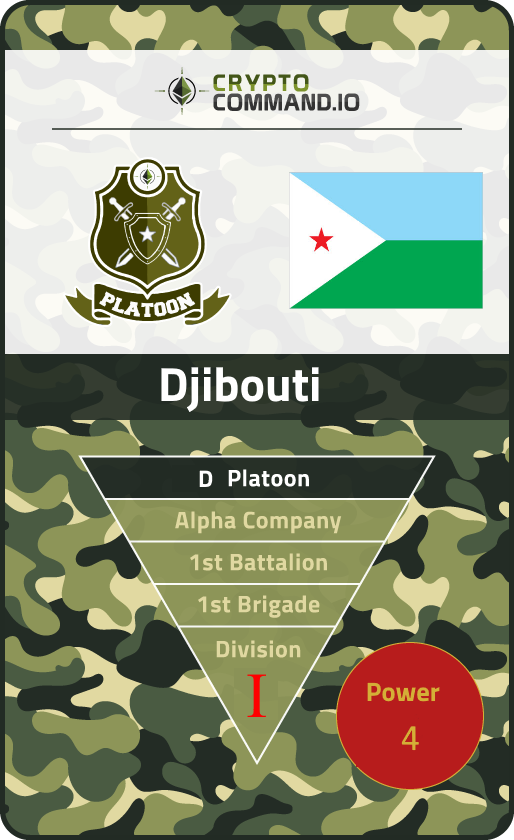 CRYPTO
COMMAND.IO
PLATOON
Djibouti
D Platoon
Alpha Company
1st Battalion
1st Brigade
Division
I
Power
4